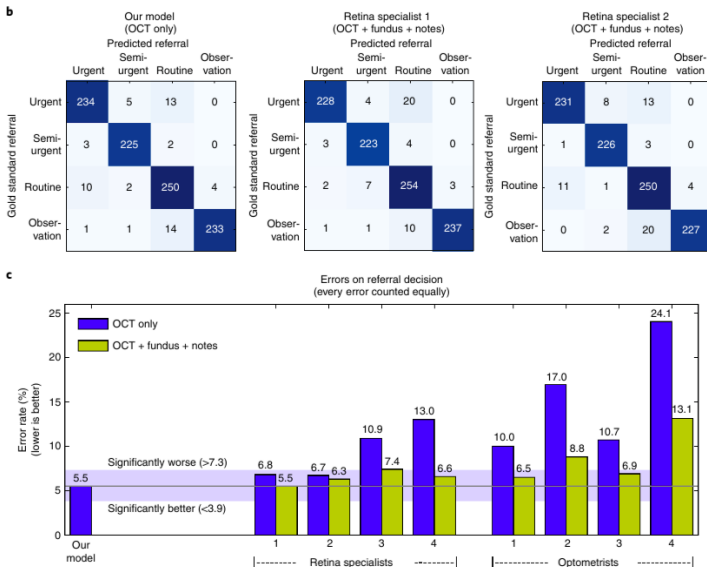 b
Our model
(OCT only)
Predicted referral
Urgent
Semi-
urgent
Routine
Obser-
vation
Gold standard referral
Urgent
234 5 13 0
Semi-
urgent
3 225 2 0
Routine
10 2 250 4
Obser-
vation
1 1 14 233
Retina specialist 1
(OCT + fundus + notes)
Predicted referral
Urgent
Semi-
urgent
Routine
Obser-
vation
Gold standard referral
Urgent
228 4 20 0
Semi-
urgent
3 223 4 0
Routine
2 7 254 3
Obser-
vation
1 1 10 237
Retina specialist 2
(OCT + fundus + notes)
Predicted referral
Urgent
Semi-
urgent
Routine
Obser-
vation
Gold standard referral
Urgent
231 8 13 0
Semi-
urgent
1 226 3 0
Routine
11 1 250 4
Obser-
vation
0 2 20 227
c
Errors on referral decision
(every error counted equally)
Error rate (%)
(lower is better)
25
20
15
10
5
0
OCT only
OCT + fundus + notes
Significantly worse (>7.3)
Significantly better (<3.9)
5.5
6.8 5.5
6.7 6.3
10.9 7.4
13.0 6.6
10.0 6.5
17.0 8.8
10.7 6.9
24.1 13.1
Our
model
1 2 3 4
Retina specialists
1 2 3 4
Optometrists